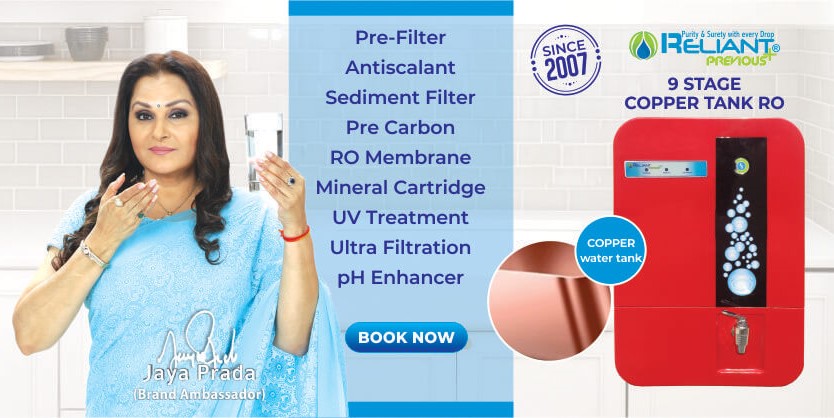 Pre-Filter
Antiscalant
Sediment Filter
Pre Carbon
RO Membrane
Mineral Cartridge
UV Treatment
Ultra Filtration
pH Enhancer
BOOK NOW
Jaya Prada
(Brand Ambassador)
SINCE
2007
Purity & Surety with every Drop
RELIANT®
PREVIOUS+
9 STAGE
COPPER TANK RO
COPPER
water tank
RELIANT